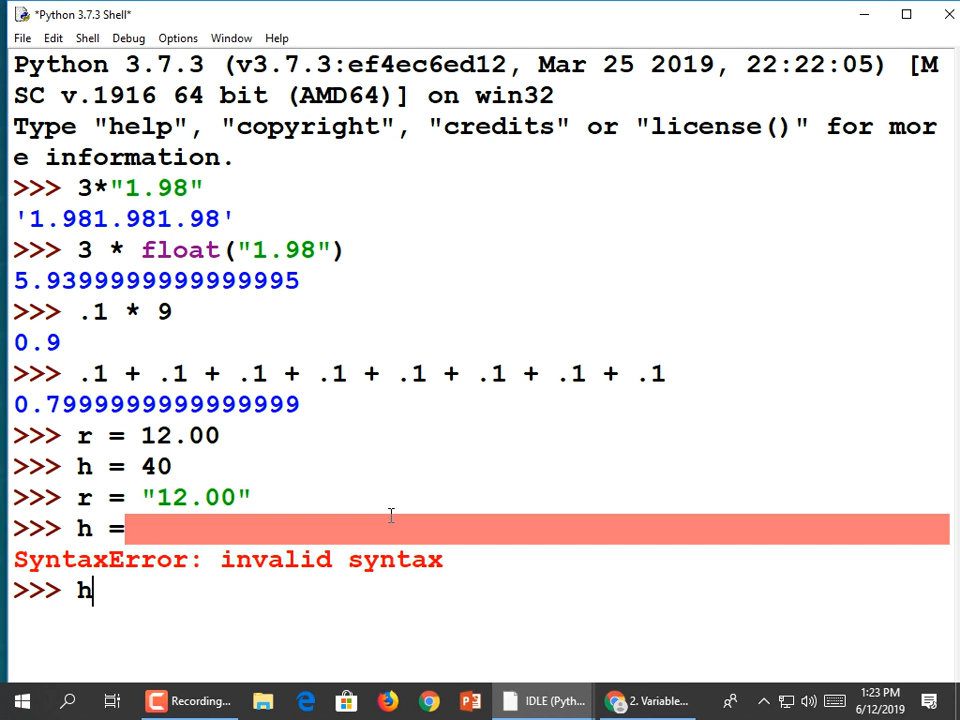 *Python 3.7.3 Shell*
File Edit Shell Debug Options Window Help
Python 3.7.3 (v3.7.3:ef4ec6ed12, Mar 25 2019, 22:22:05) [M
SC v.1916 64 bit (AMD64)] on win32
Type "help", "copyright", "credits" or "license()" for mor
e information.
>>> 3*"1.98"
'1.981.981.98'
>>> 3 * float("1.98")
5.9399999999999995
>>> .1 * 9
0.9
>>> .1 + .1 + .1 + .1 + .1 + .1 + .1 + .1
0.7999999999999999
>>> r = 12.00
>>> h = 40
>>> r = "12.00"
>>> h =
SyntaxError: invalid syntax
>>> h
Recording... IDLE (Pyth... 2. Variable... 1:23 PM
6/12/2019